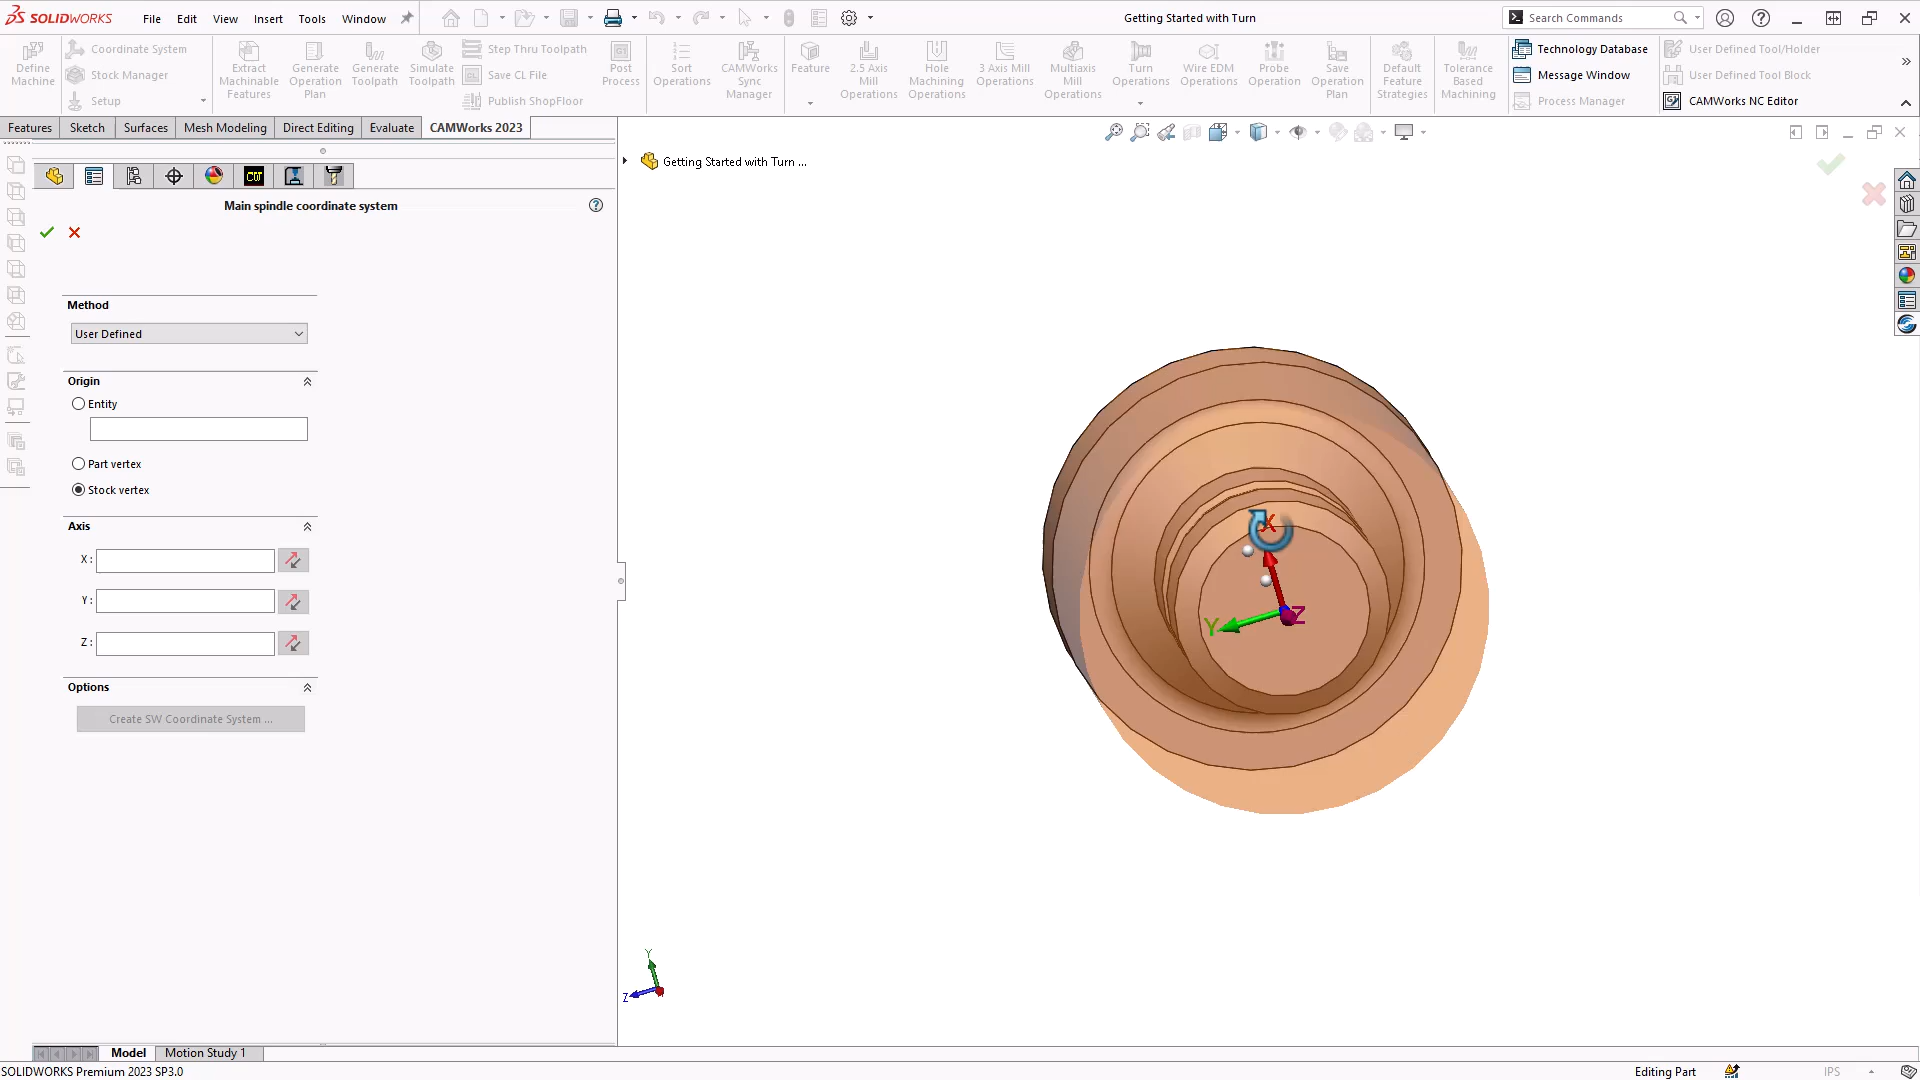 SOLIDWORKS
File Edit View Insert Tools Window
Getting Started with Turn
Search Commands
Define Machine
Coordinate System
Stock Manager
Setup
Extract Machinable Features
Generate Operation Plan
Generate Toolpath
Simulate Toolpath
Step Thru Toolpath
Save CL File
Publish ShopFloor
Post Process
Sort Operations
CAMWorks Sync Manager
Feature
2.5 Axis Mill Operations
Hole Machining Operations
3 Axis Mill Operations
Multiaxis Mill Operations
Turn Operations
Wire EDM Operations
Probe Operation
Save Operation Plan
Default Feature Strategies
Tolerance Based Machining
Technology Database
Message Window
Process Manager
User Defined Tool/Holder
User Defined Tool Block
CAMWorks NC Editor
Features Sketch Surfaces Mesh Modeling Direct Editing Evaluate CAMWorks 2023
Getting Started with Turn ...
CW
Main spindle coordinate system
Method
User Defined
Origin
Entity
Part vertex
Stock vertex
Axis
X :
Y :
Z :
Options
Create SW Coordinate System ...
X
Y
Z
Y
Z
Model Motion Study 1
SOLIDWORKS Premium 2023 SP3.0
Editing Part
IPS